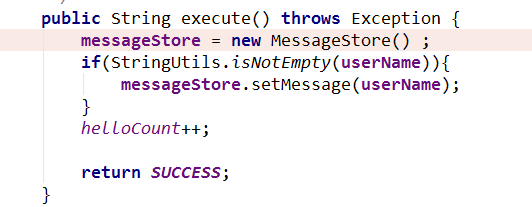 public String execute() throws Exception {
messageStore = new MessageStore() ;
if(StringUtils.isNotEmpty(userName)){
messageStore.setMessage(userName);
}
helloCount++;
return SUCCESS;
}